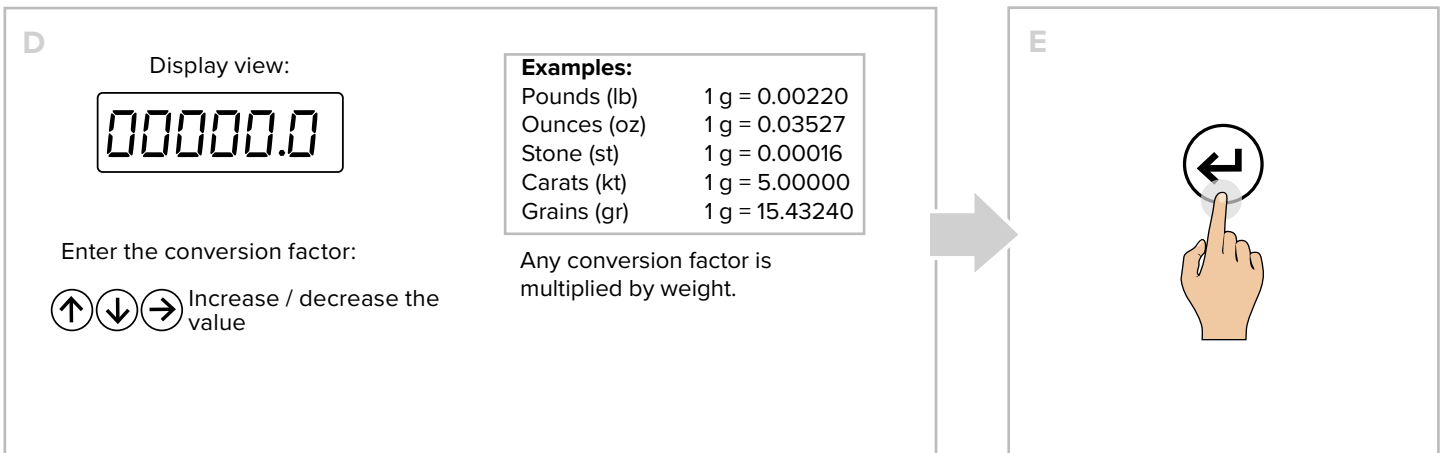 D
Display view:
00000.0
Enter the conversion factor:
Increase / decrease the
value
Examples:
Pounds (lb) 1 g = 0.00220
Ounces (oz) 1 g = 0.03527
Stone (st) 1 g = 0.00016
Carats (kt) 1 g = 5.00000
Grains (gr) 1 g = 15.43240
Any conversion factor is
multiplied by weight.
E